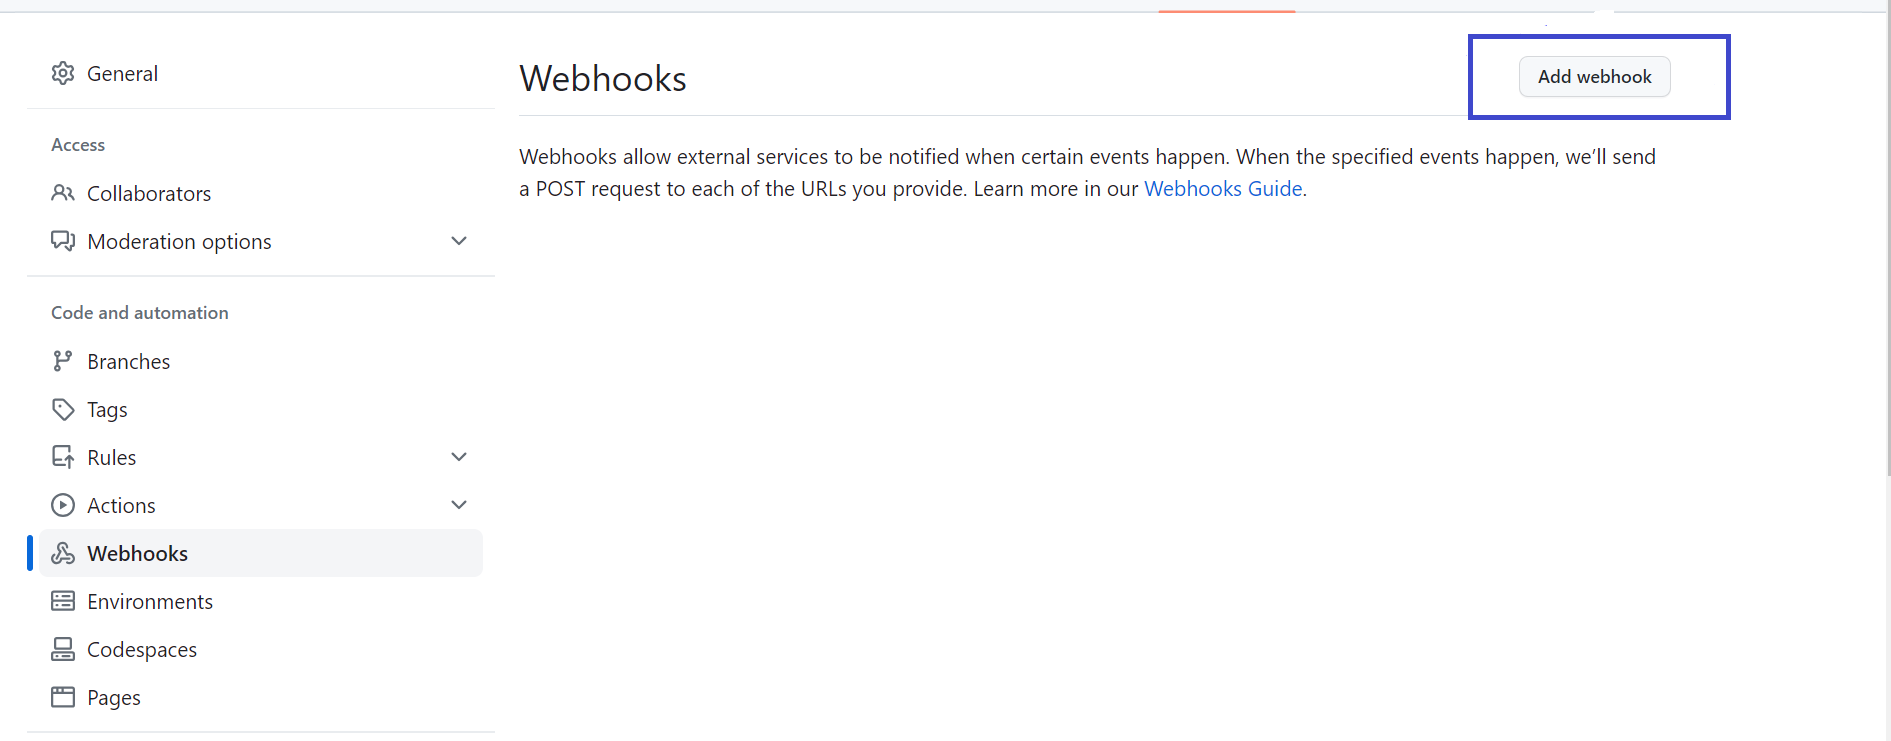 General
Access
Collaborators
Moderation options
Code and automation
Branches
Tags
Rules
Actions
Webhooks
Environments
Codespaces
Pages
Webhooks
Add webhook
Webhooks allow external services to be notified when certain events happen. When the specified events happen, we’ll send
a POST request to each of the URLs you provide. Learn more in our Webhooks Guide.